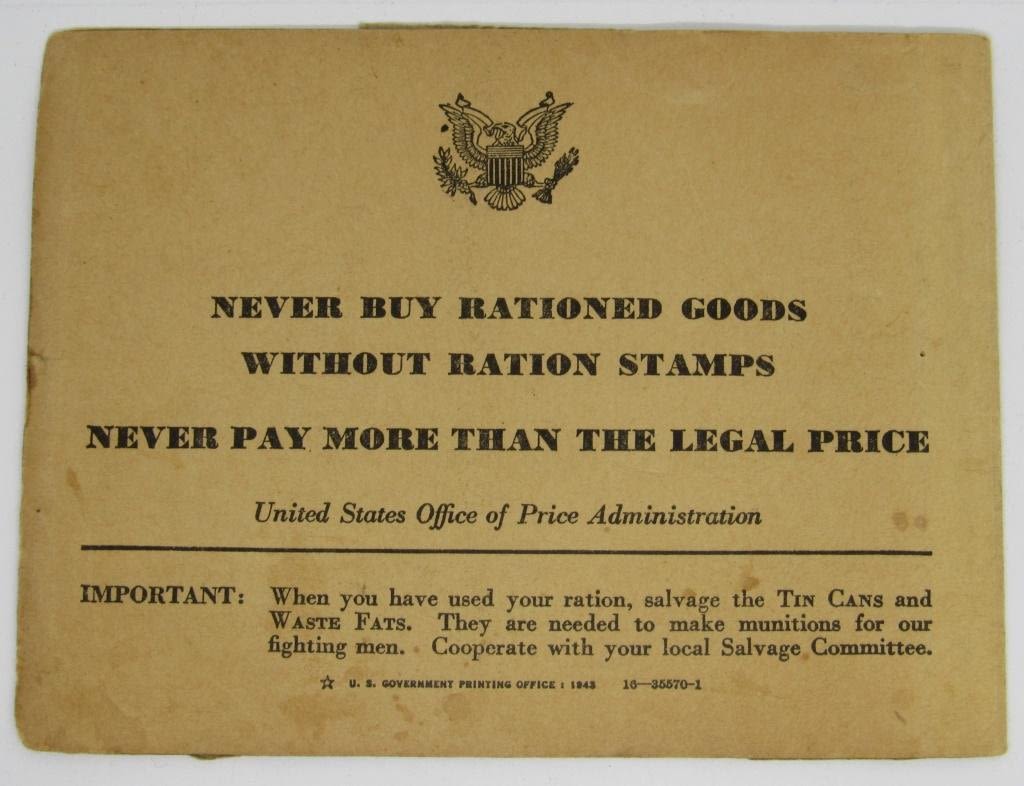 NEVER BUY RATIONED GOODS
WITHOUT RATION STAMPS
NEVER PAY MORE THAN THE LEGAL PRICE
United States Office of Price Administration
IMPORTANT: When you have used your ration, salvage the TIN CANS and
WASTE FATS. They are needed to make munitions for our
fighting men. Cooperate with your local Salvage Committee.
☆ U. S. GOVERNMENT PRINTING OFFICE : 1943 16—35570-1